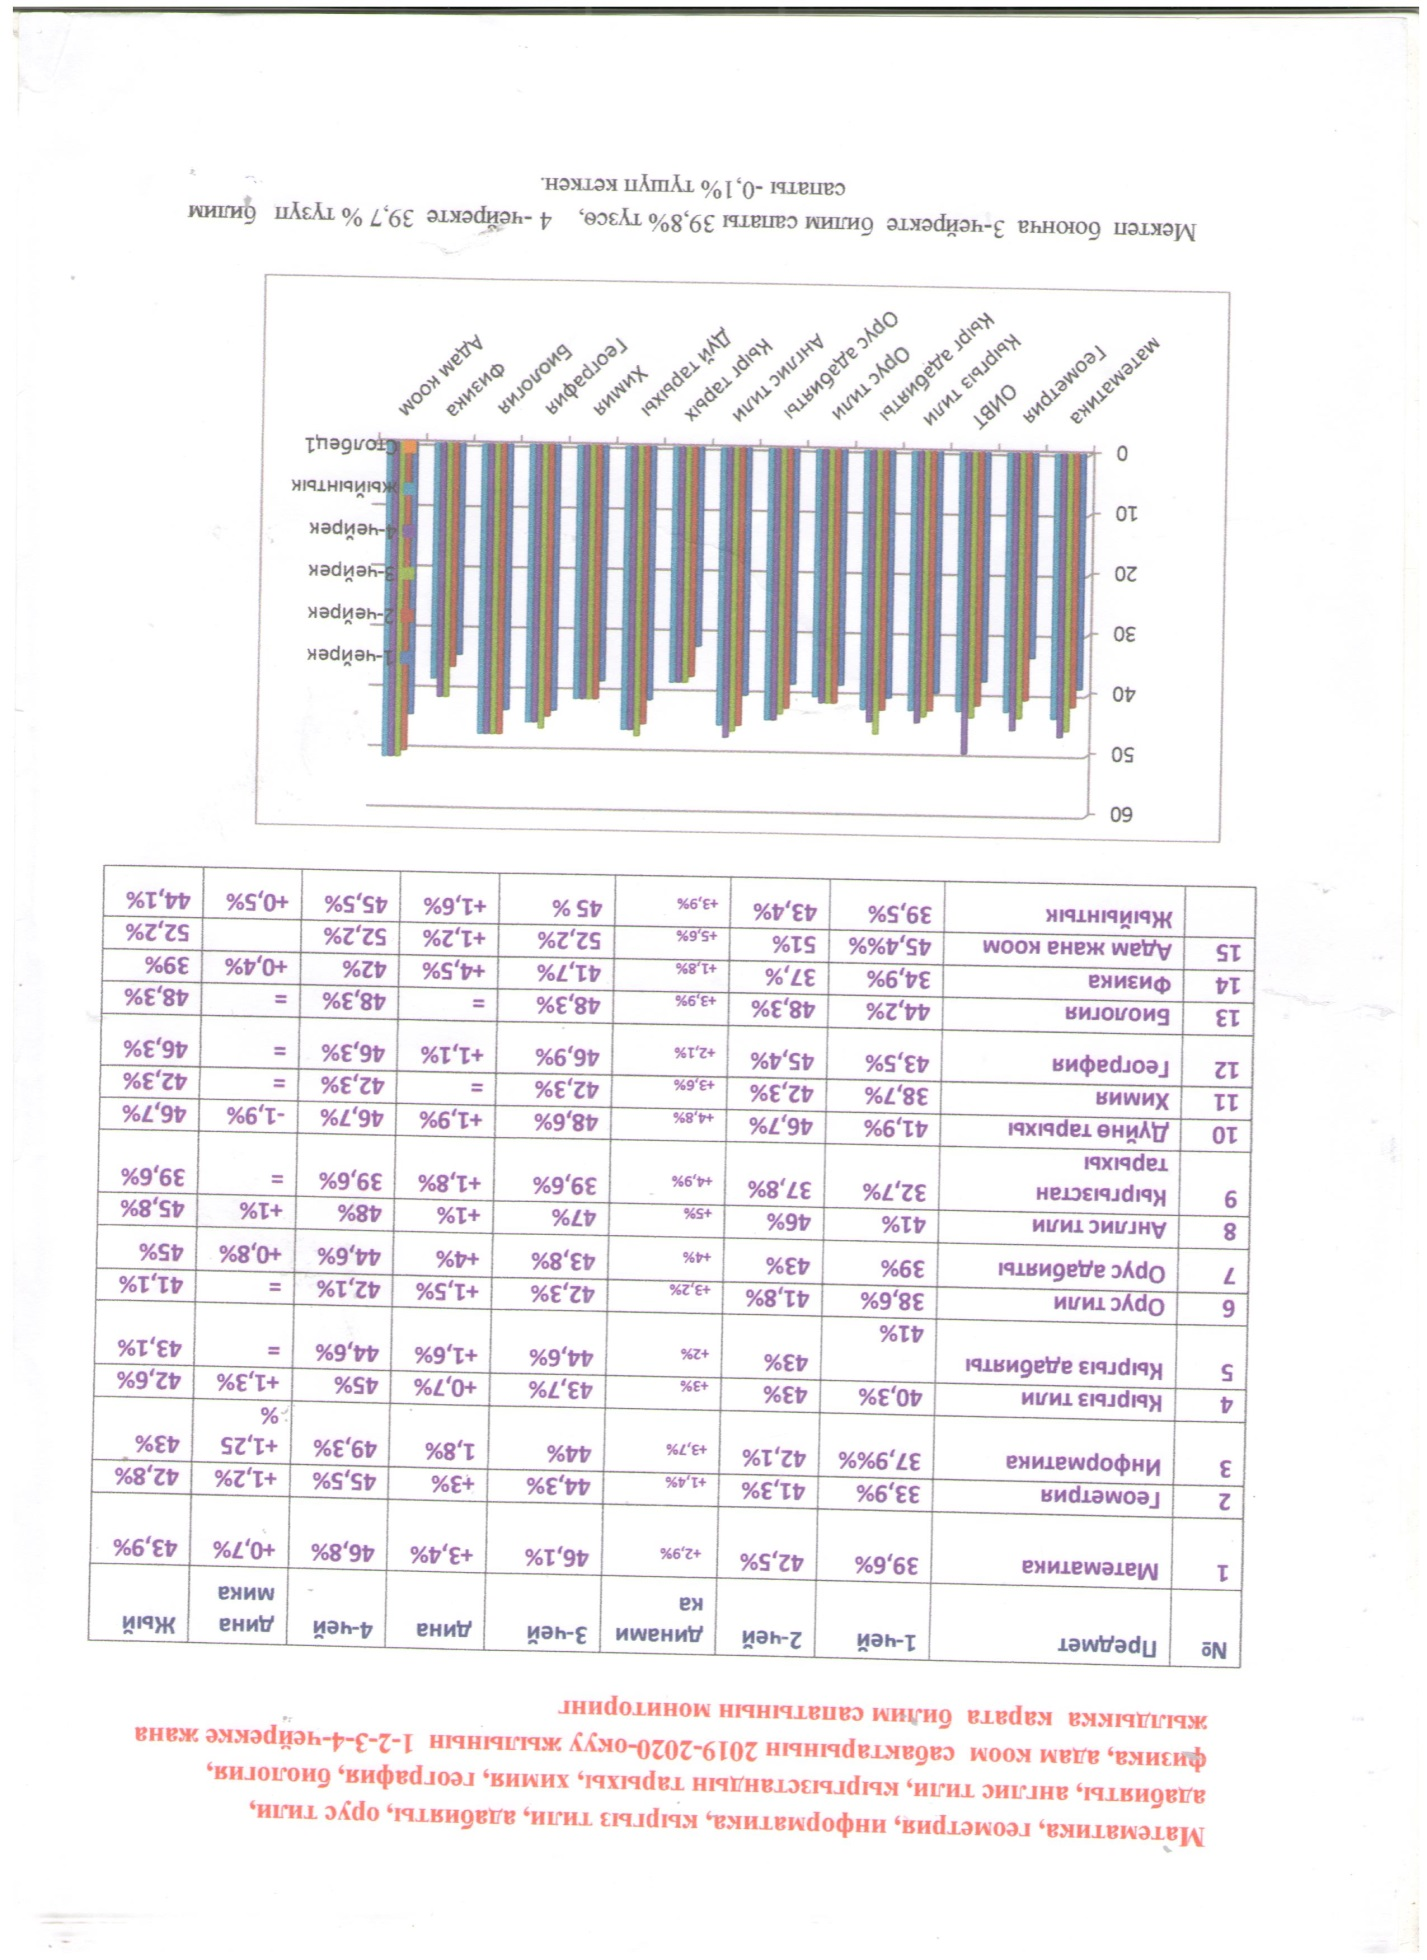 Математика, геометрия, информатика, кыргыз тили, адабияты, орус тили,
адабияты, англис тили, кыргызстандын тарыхы, химия, география, биология,
физика, адам коом сабактарынын 2019-2020-окуу жылынын 1-2-3-4-чейрекке жана
жылдыкка карата билим сапатынын мониторинг
№ Предмет 1-чей 2-чей динами ка 3-чей дина 4-чей дина мика Жый
1 Математика 39,6% 42,5% +2,9% 46,1% +3,4% 46,8% +0,7% 43,9%
2 Геометрия 33,9% 41,3% +1,4% 44,3% +3% 45,5% +1,2% 42,8%
3 Информатика 37,9%% 42,1% +3,7% 44% 1,8% 49,3% +1,25 % 43%
4 Кыргыз тили 40,3% 43% +3% 43,7% +0,7% 45% +1,3% 42,6%
5 Кыргыз адабияты 41% 43% +2% 44,6% +1,6% 44,6% = 43,1%
6 Орус тили 38,6% 41,8% +3,2% 42,3% +1,5% 42,1% = 41,1%
7 Орус адабияты 39% 43% +4% 43,8% +4% 44,6% +0,8% 45%
8 Англис тили 41% 46% +5% 47% +1% 48% +1% 45,8%
9 Кыргызстан тарыхы 32,7% 37,8% +4,9% 39,6% +1,8% 39,6% = 39,6%
10 Дүйнө тарыхы 41,9% 46,7% +4,8% 48,6% +1,9% 46,7% -1,9% 46,7%
11 Химия 38,7% 42,3% +3,6% 42,3% = 42,3% = 42,3%
12 География 43,5% 45,4% +2,1% 46,9% +1,1% 46,3% = 46,3%
13 Биология 44,2% 48,3% +3,9% 48,3% = 48,3% = 48,3%
14 Физика 34,9% 37,% +1,8% 41,7% +4,5% 42% +0,4% 39%
15 Адам жана коом 45,4%% 51% +5,6% 52,2% +1,2% 52,2% 52,2%
Жыйынтык 39,5% 43,4% +3,9% 45 % +1,6% 45,5% +0,5% 44,1%
60
50
40
30
20
10
0
1-чейрек
2-чейрек
3-чейрек
4-чейрек
жыйынтык
Столбец1
математика
Геометрия
ОИВТ
Кыргыз тили
Кырг адабияты
Орус тили
Орус адабияты
Англис тили
Кырг тарых
Дүй тарыхы
Химия
География
Биология
Физика
Адам коом
Мектеп боюнча 3-чейректе билим сапаты 39,8% түзсө, 4 -чейректе 39,7 % түзүп билим
сапаты -0,1% түшүп кеткен.